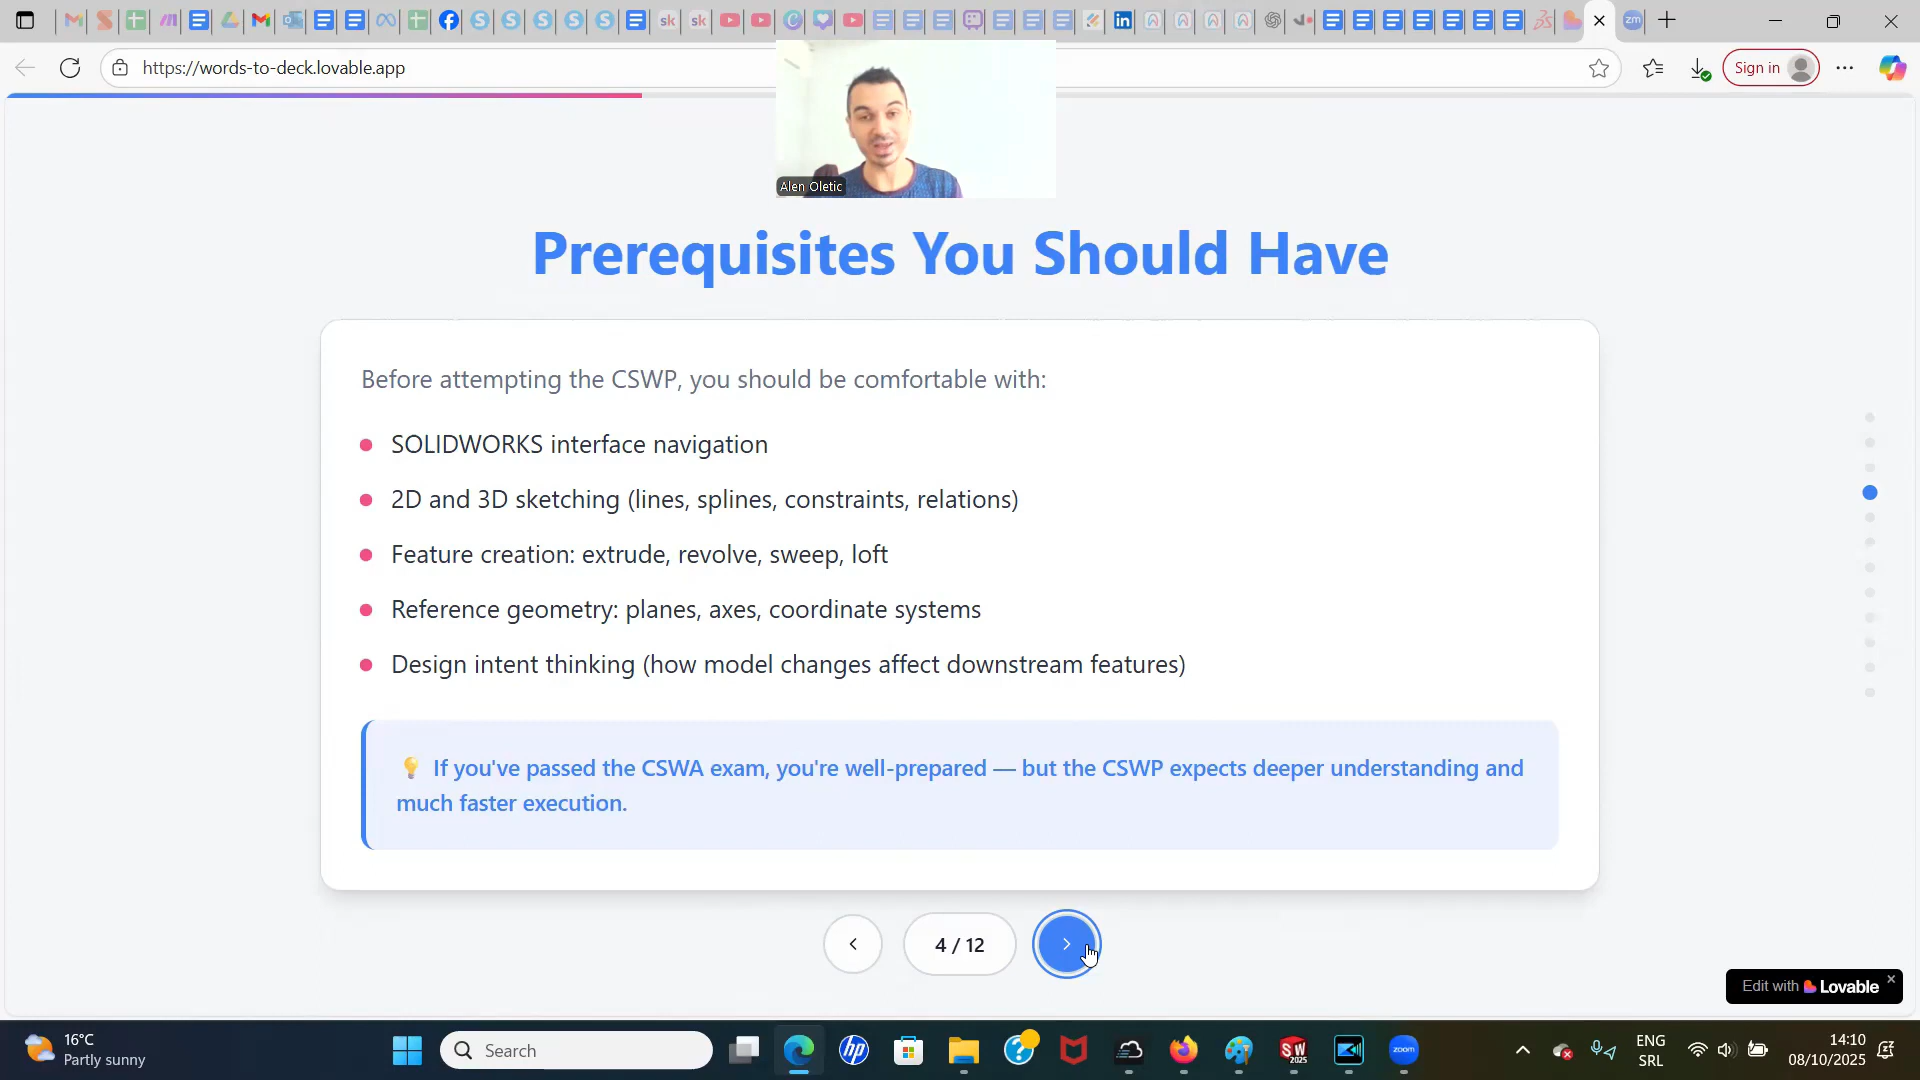 https://words-to-deck.lovable.app
Sign in
Alen Oletic
Prerequisites You Should Have
Before attempting the CSWP, you should be comfortable with:
SOLIDWORKS interface navigation
2D and 3D sketching (lines, splines, constraints, relations)
Feature creation: extrude, revolve, sweep, loft
Reference geometry: planes, axes, coordinate systems
Design intent thinking (how model changes affect downstream features)
If you've passed the CSWA exam, you're well-prepared — but the CSWP expects deeper understanding and
much faster execution.
4 / 12
Edit with Lovable
16°C
Partly sunny
Search
hp
SW
2025
zoom
ENG
SRL
14:10
08/10/2025